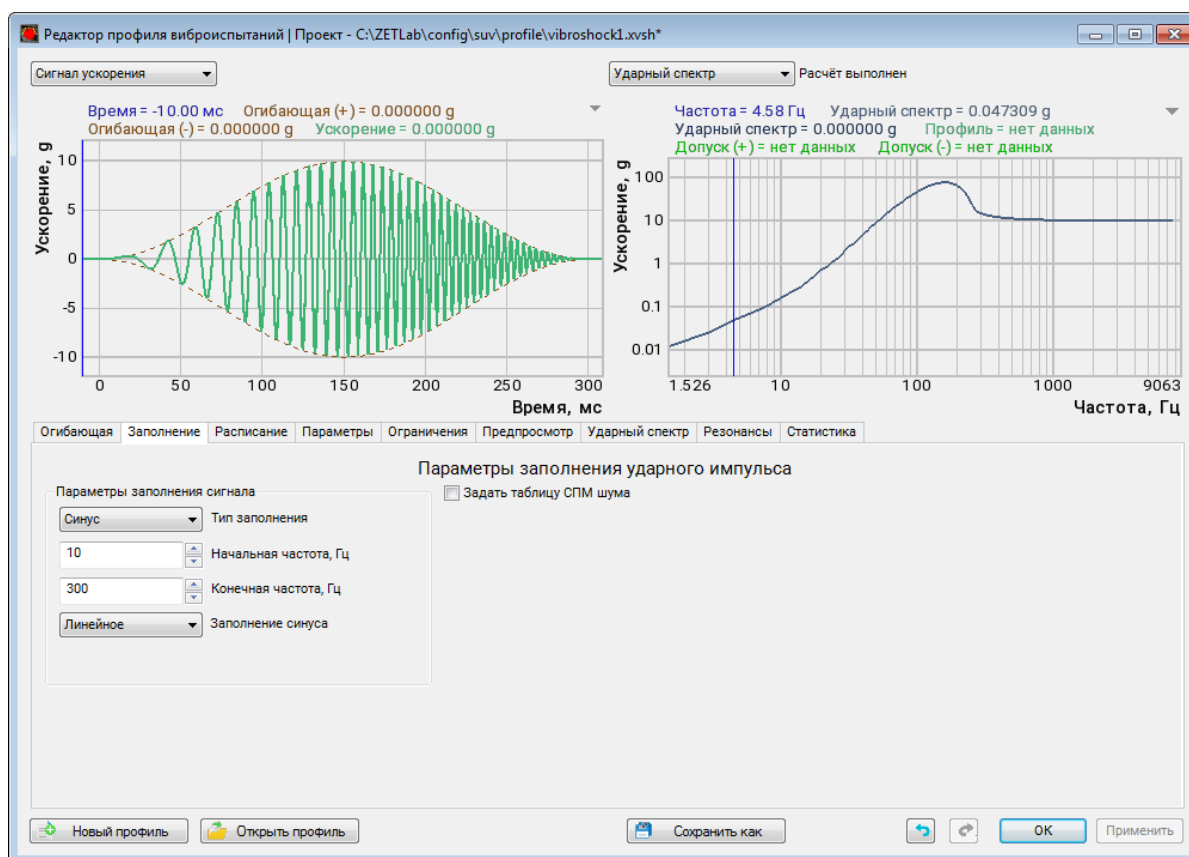 Редактор профиля виброиспытаний | Проект - C:\ZETLab\config\suv\profile\vibroshock1.xvsh*
Сигнал ускорения
Ударный спектр Расчёт выполнен
Время = -10.00 мс Огибающая (+) = 0.000000 g
Огибающая (-) = 0.000000 g Ускорение = 0.000000 g
Ускорение, g
10
5
0
-5
-10
0 50 100 150 200 250 300
Время, мс
Частота = 4.58 Гц Ударный спектр = 0.047309 g
Ударный спектр = 0.000000 g Профиль = нет данных
Допуск (+) = нет данных Допуск (-) = нет данных
Ускорение, g
100
10
1
0.1
0.01
1.526 10 100 1000 9063
Частота, Гц
Огибающая Заполнение Расписание Параметры Ограничения Предпросмотр Ударный спектр Резонансы Статистика
Параметры заполнения ударного импульса
Параметры заполнения сигнала
Задать таблицу СПМ шума
Синус Тип заполнения
10 Начальная частота, Гц
300 Конечная частота, Гц
Линейное Заполнение синуса
Новый профиль Открыть профиль Сохранить как OK Применить